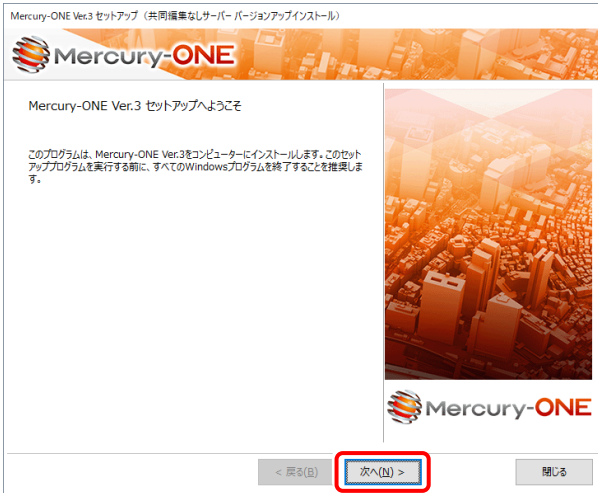 Mercury-ONE Ver.3 セットアップ（共同編集なしサーバー バージョンアップインストール）
Mercury-ONE
Mercury-ONE Ver.3 セットアップへようこそ
このプログラムは、Mercury-ONE Ver.3をコンピューターにインストールします。このセット
アッププログラムを実行する前に、すべてのWindowsプログラムを終了することを推奨しま
す。
Mercury-ONE
< 戻る(B)
次へ(N) >
閉じる